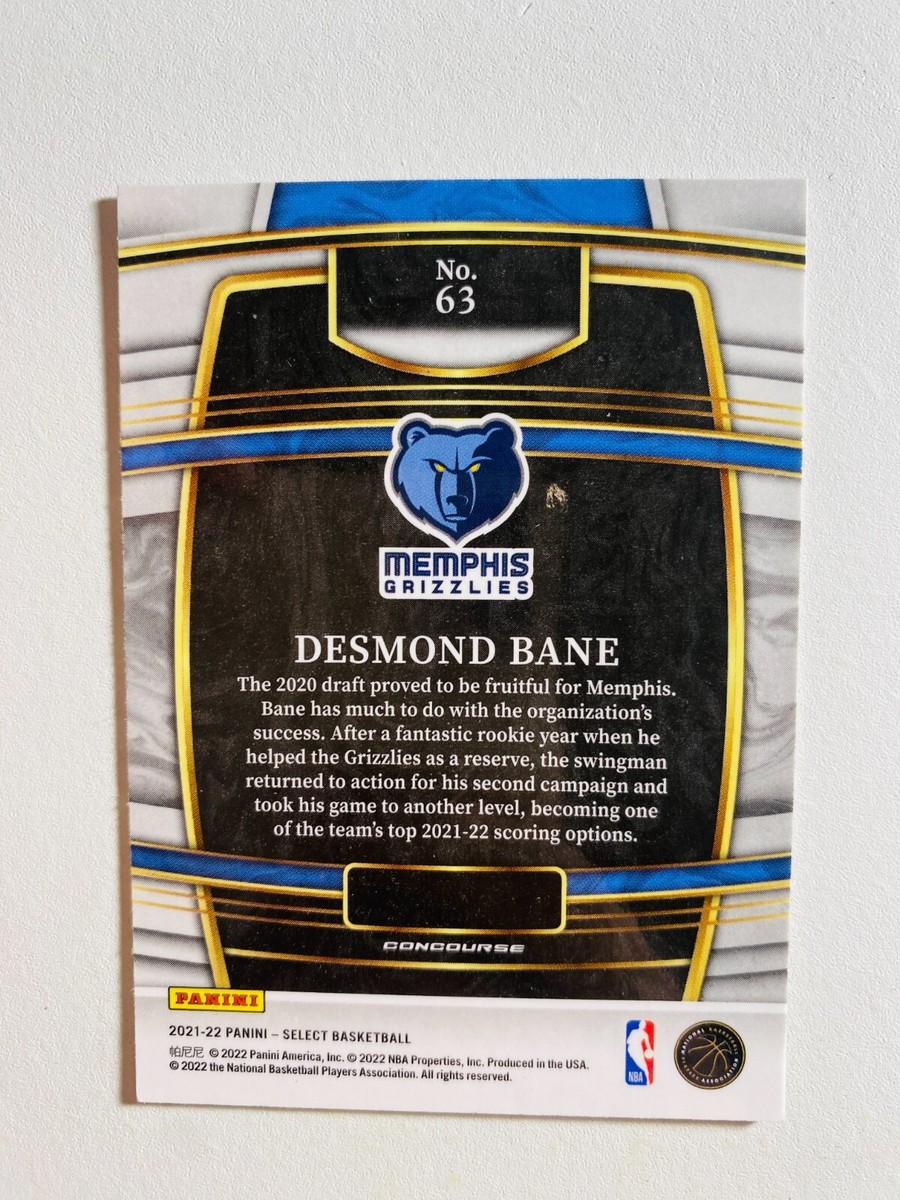 No.
63
MEMPHIS
GRIZZLIES
DESMOND BANE
The 2020 draft proved to be fruitful for Memphis.
Bane has much to do with the organization's
success. After a fantastic rookie year when he
helped the Grizzlies as a reserve, the swingman
returned to action for his second campaign and
took his game to another level, becoming one
of the team's top 2021-22 scoring options.
CONCOURSE
PANINI
2021-22 PANINI – SELECT BASKETBALL
帕尼尼 © 2022 Panini America, Inc. © 2022 NBA Properties, Inc. Produced in the USA.
© 2022 the National Basketball Players Association. All rights reserved.
NBA
NATIONAL BASKETBALL PLAYERS ASSOCIATION